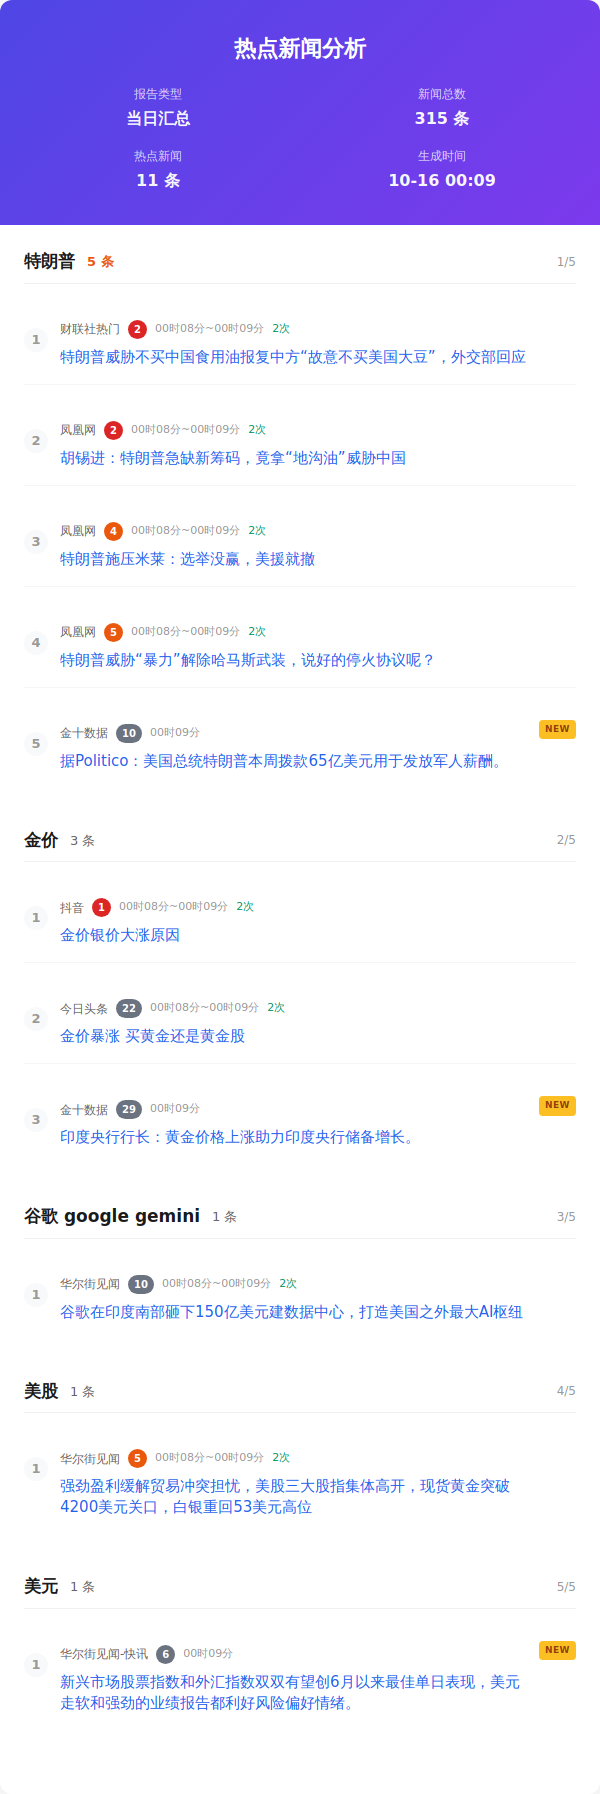 热点新闻分析
报告类型
当日汇总
新闻总数
315 条
热点新闻
11 条
生成时间
10-16 00:09
特朗普 5 条 1/5
1
财联社热门 2 00时08分~00时09分 2次
特朗普威胁不买中国食用油报复中方“故意不买美国大豆”，外交部回应
2
凤凰网 2 00时08分~00时09分 2次
胡锡进：特朗普急缺新筹码，竟拿“地沟油”威胁中国
3
凤凰网 4 00时08分~00时09分 2次
特朗普施压米莱：选举没赢，美援就撤
4
凤凰网 5 00时08分~00时09分 2次
特朗普威胁“暴力”解除哈马斯武装，说好的停火协议呢？
5
金十数据 10 00时09分 NEW
据Politico：美国总统特朗普本周拨款65亿美元用于发放军人薪酬。
金价 3 条 2/5
1
抖音 1 00时08分~00时09分 2次
金价银价大涨原因
2
今日头条 22 00时08分~00时09分 2次
金价暴涨 买黄金还是黄金股
3
金十数据 29 00时09分 NEW
印度央行行长：黄金价格上涨助力印度央行储备增长。
谷歌 google gemini 1 条 3/5
1
华尔街见闻 10 00时08分~00时09分 2次
谷歌在印度南部砸下150亿美元建数据中心，打造美国之外最大AI枢纽
美股 1 条 4/5
1
华尔街见闻 5 00时08分~00时09分 2次
强劲盈利缓解贸易冲突担忧，美股三大股指集体高开，现货黄金突破
4200美元关口，白银重回53美元高位
美元 1 条 5/5
1
华尔街见闻-快讯 6 00时09分 NEW
新兴市场股票指数和外汇指数双双有望创6月以来最佳单日表现，美元
走软和强劲的业绩报告都利好风险偏好情绪。